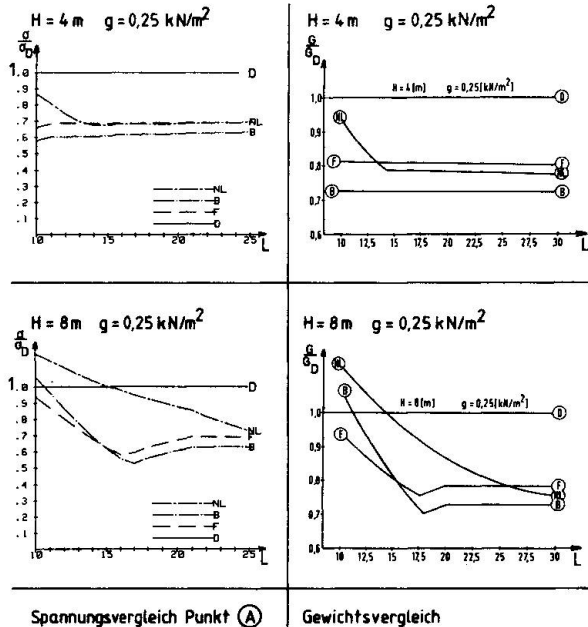 H = 4 m g = 0,25 kN/m²
σ/σD
1.0
.9
.8
.7
.6
.5
.4
.3
.2
.1
D
NL
B
NL
B
F
D
10 15 20 25 L
H = 4 m g = 0,25 kN/m²
G/GD
H = 4 [m] g = 0,25 [kN/m²]
1,0
0,9
0,8
0,7
0,6
NL
F
B
D
F
NL
B
10 12,5 15 17,5 20 22,5 25 27,5 30 L
H = 8 m g = 0,25 kN/m²
σ/σD
1.0
.9
.8
.7
.6
.5
.4
.3
.2
.1
D
NL
F
B
NL
B
F
D
10 15 20 25 L
H = 8 m g = 0,25 kN/m²
G/GD
H = 8 [m] g = 0,25 [kN/m²]
1,0
0,9
0,8
0,7
0,6
NL
B
F
D
F
NL
B
10 12,5 15 17,5 20 22,5 25 27,5 30 L
Spannungsvergleich Punkt A
Gewichtsvergleich